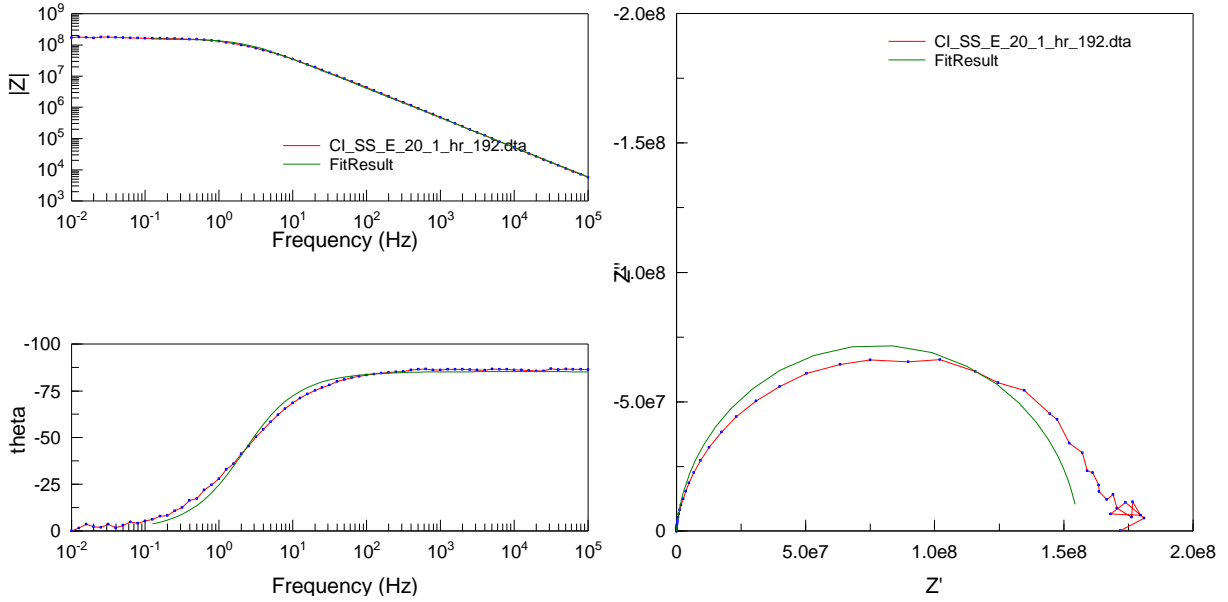 10^9
10^8
10^7
10^6
10^5
10^4
10^3
|Z|
CI_SS_E_20_1_hr_192.dta
FitResult
10^-2 10^-1 10^0 10^1 10^2 10^3 10^4 10^5
Frequency (Hz)
-100
-75
-50
-25
0
theta
10^-2 10^-1 10^0 10^1 10^2 10^3 10^4 10^5
Frequency (Hz)
-2.0e8
-1.5e8
-1.0e8
-5.0e7
0
Z''
CI_SS_E_20_1_hr_192.dta
FitResult
0 5.0e7 1.0e8 1.5e8 2.0e8
Z'